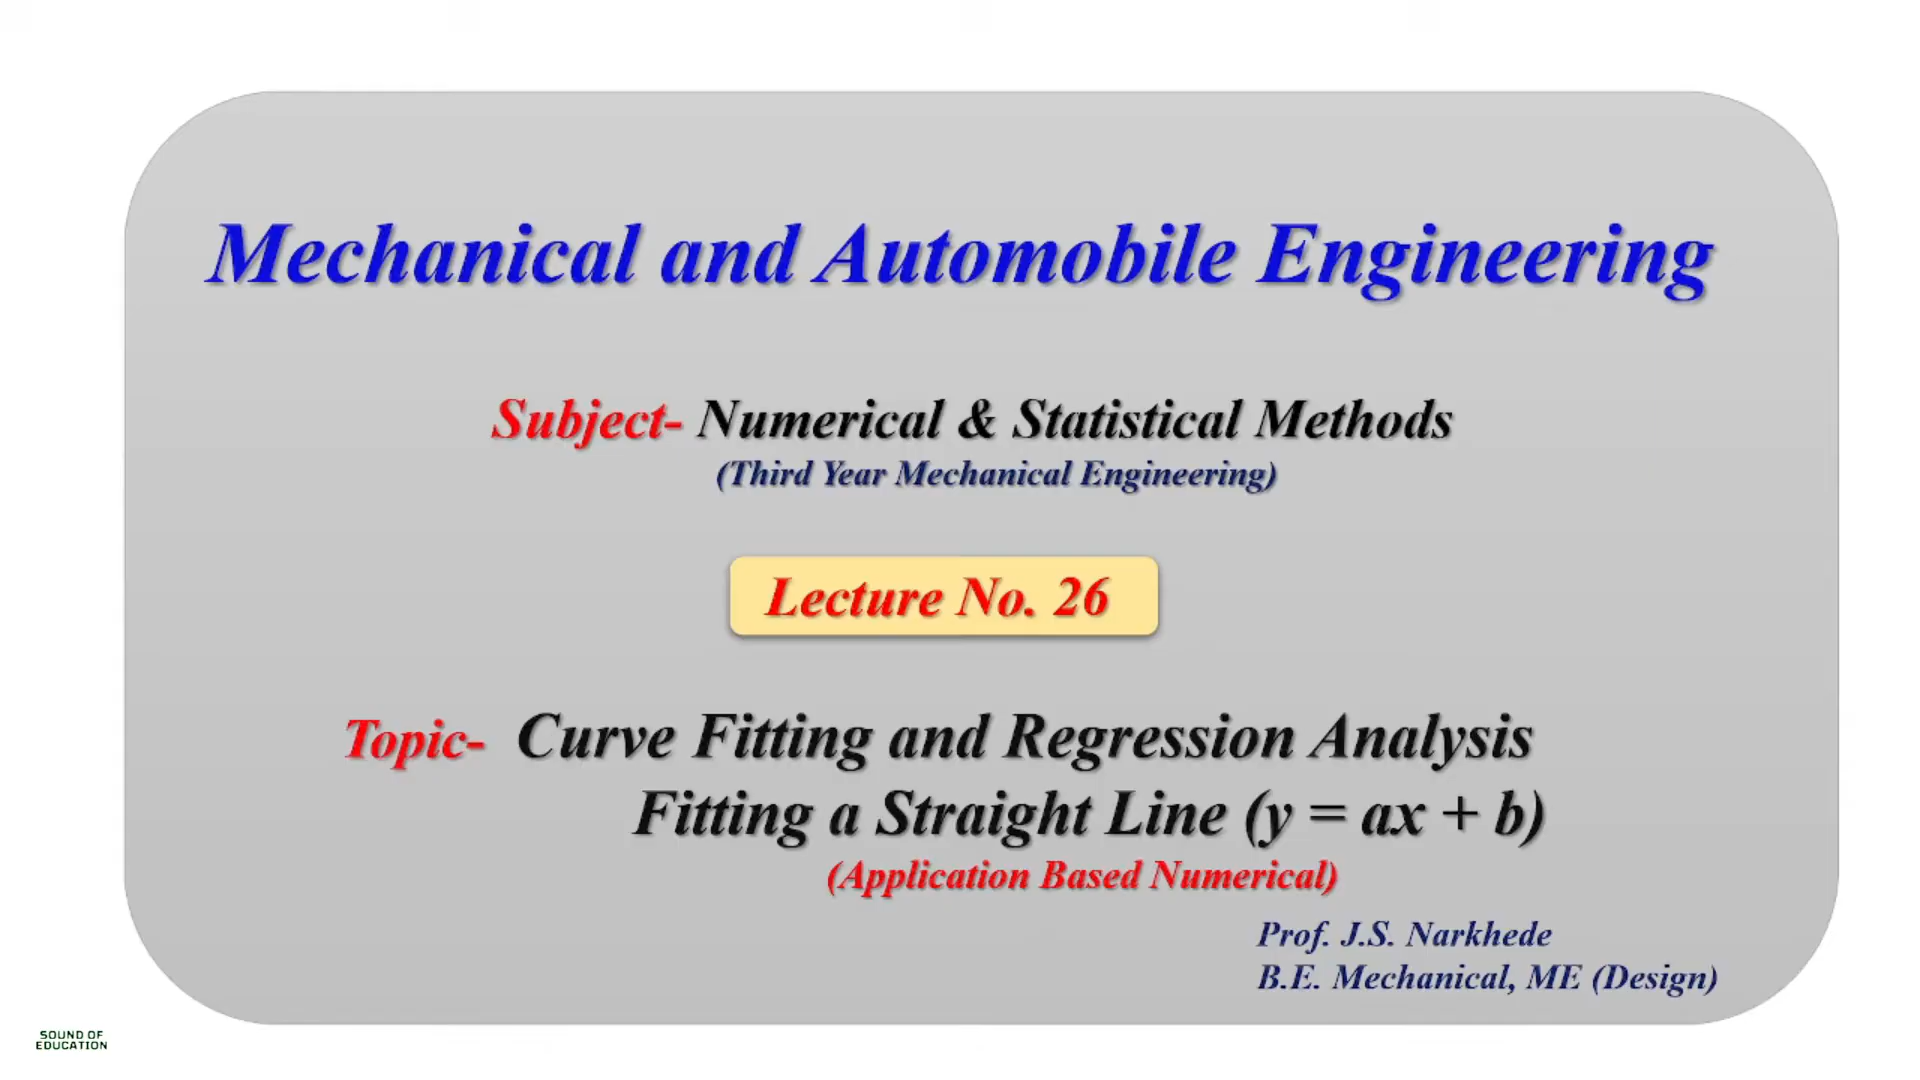 Mechanical and Automobile Engineering
Subject- Numerical & Statistical Methods
(Third Year Mechanical Engineering)
Lecture No. 26
Topic- Curve Fitting and Regression Analysis
Fitting a Straight Line (y = ax + b)
(Application Based Numerical)
Prof. J.S. Narkhede
B.E. Mechanical, ME (Design)
SOUND OF
EDUCATION